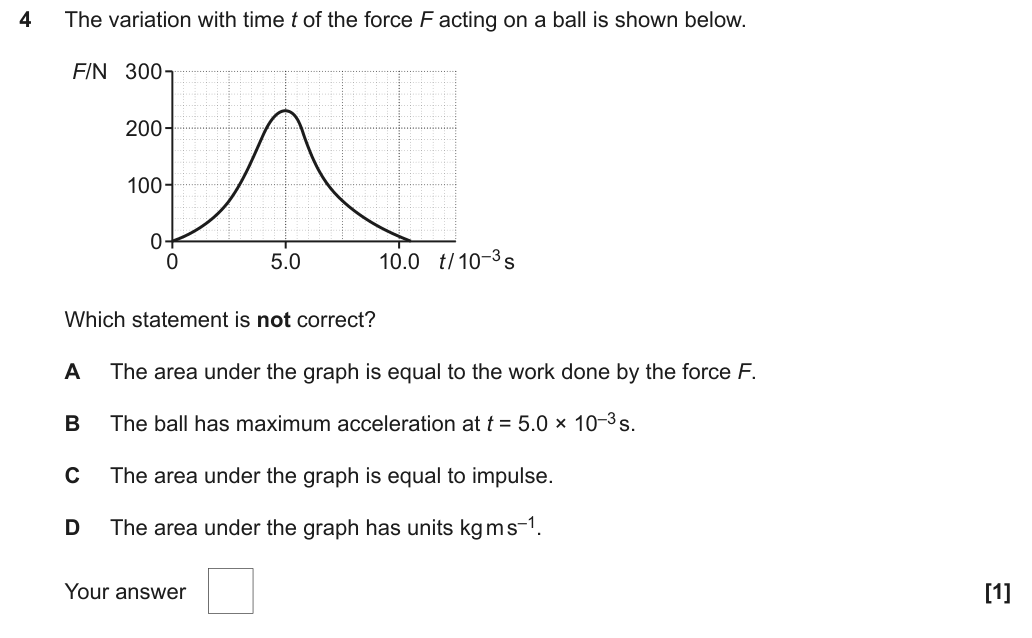 4 The variation with time t of the force F acting on a ball is shown below.
F/N 300
200
100
0
0 5.0 10.0 t/10⁻³ s
Which statement is not correct?
A The area under the graph is equal to the work done by the force F.
B The ball has maximum acceleration at t = 5.0 × 10⁻³ s.
C The area under the graph is equal to impulse.
D The area under the graph has units kg m s⁻¹.
Your answer [1]